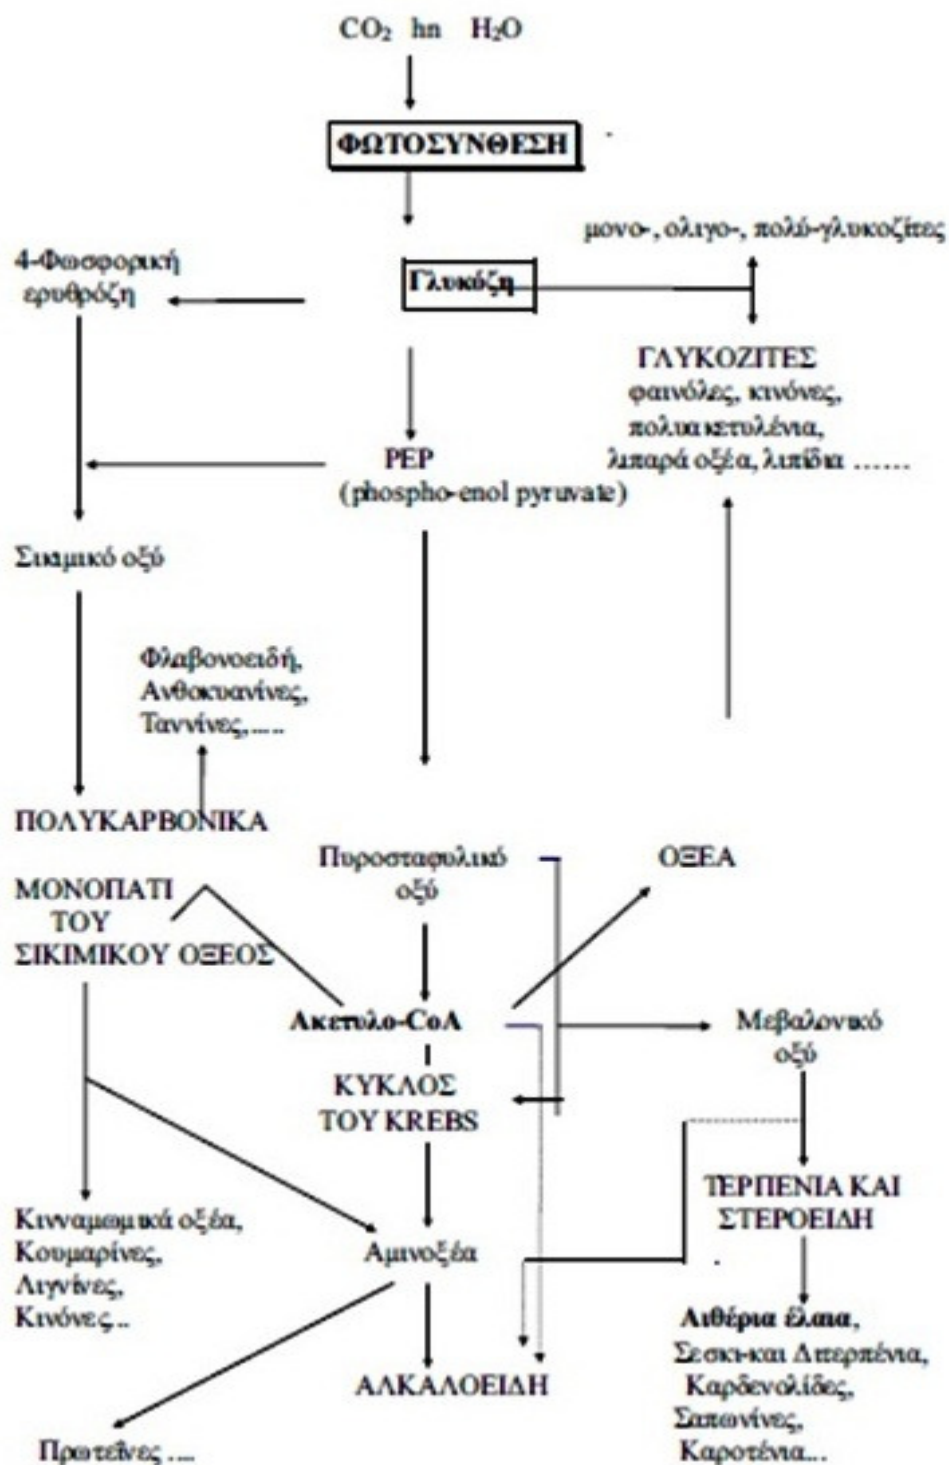 CO₂ hn H₂O
ΦΩΤΟΣΥΝΘΕΣΗ
μονο-, ολιγο-, πολύ-γλυκοζίτες
4-Φωσφορική
ερυθρόζη
Γλυκόζη
ΓΛΥΚΟΖΙΤΕΣ
φαινόλες, κινόνες,
πολυακετυλένια,
λιπαρά οξέα, λιπίδια ......
PEP
(phospho-enol pyruvate)
Σικιμικό οξύ
Φλαβονοειδή,
Ανθοκυανίνες,
Ταννίνες,....
ΠΟΛΥΚΑΡΒΟΝΙΚΑ
Πυροσταφυλικό
οξύ
ΟΞΕΑ
ΜΟΝΟΠΑΤΙ
ΤΟΥ
ΣΙΚΙΜΙΚΟΥ ΟΞΕΟΣ
Ακετυλο-CoA
Μεβαλονικό
οξύ
ΚΥΚΛΟΣ
ΤΟΥ KREBS
ΤΕΡΠΕΝΙΑ ΚΑΙ
ΣΤΕΡΟΕΙΔΗ
Κινναμωμικά οξέα,
Κουμαρίνες,
Λιγνίνες,
Κινόνες...
Αμινοξέα
Αιθέρια έλαια,
Σεσκι-και Διτερπένια,
Καρδενολίδες,
Σαπωνίνες,
Καροτένια...
ΑΛΚΑΛΟΕΙΔΗ
Πρωτεΐνες ....